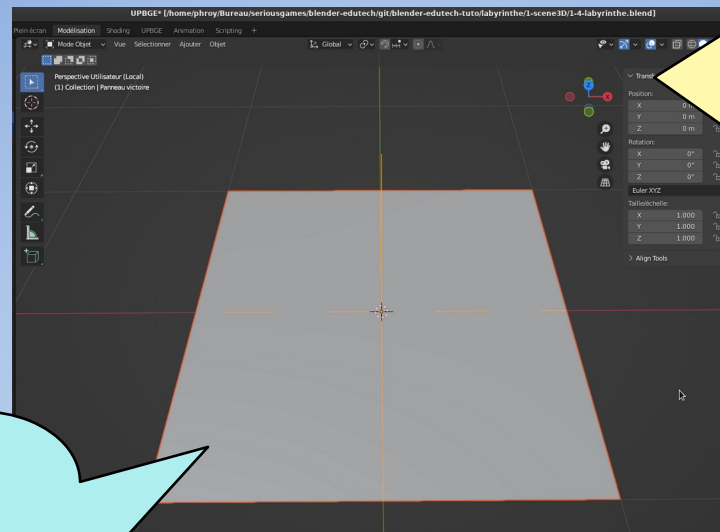 UPBGE* [/home/phroy/Bureau/seriousgames/blender-edutech/git/blender-edutech-tuto/labyrinthe/1-scene3D/1-4-labyrinthe.blend]
Plein écran Modélisation Shading UPBGE Animation Scripting +
Mode Objet Vue Sélectionner Ajouter Objet Global
Perspective Utilisateur (Local)
(1) Collection | Panneau victoire
Z
X
Position:
X 0 m
Y 0 m
Z 0 m
Rotation:
X 0°
Y 0°
Z 0°
Euler XYZ
Taille/échelle:
X 1.000
Y 1.000
Z 1.000
Align Tools